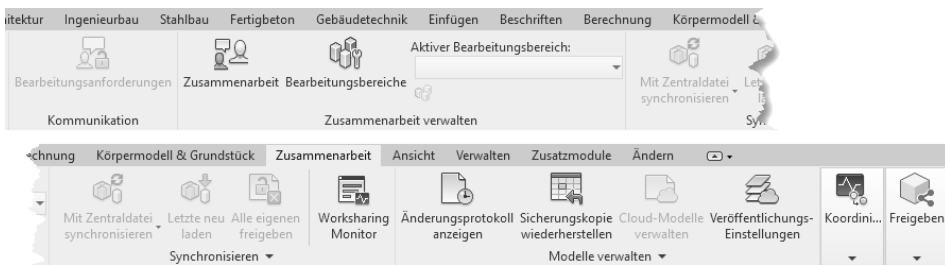 itektur Ingenieurbau Stahlbau Fertigbeton Gebäudetechnik Einfügen Beschriften Berechnung Körpermodell &
Bearbeitungsanforderungen
Zusammenarbeit
Bearbeitungsbereiche
Aktiver Bearbeitungsbereich:
Mit Zentraldatei
synchronisieren
Kommunikation
Zusammenarbeit verwalten
chnung Körpermodell & Grundstück Zusammenarbeit Ansicht Verwalten Zusatzmodule Ändern
Mit Zentraldatei
synchronisieren
Letzte neu
laden
Alle eigenen
freigeben
Worksharing
Monitor
Änderungsprotokoll
anzeigen
Sicherungskopie
wiederherstellen
Cloud-Modelle
verwalten
Veröffentlichungs-
Einstellungen
Koordini...
Freigeben
Synchronisieren
Modelle verwalten